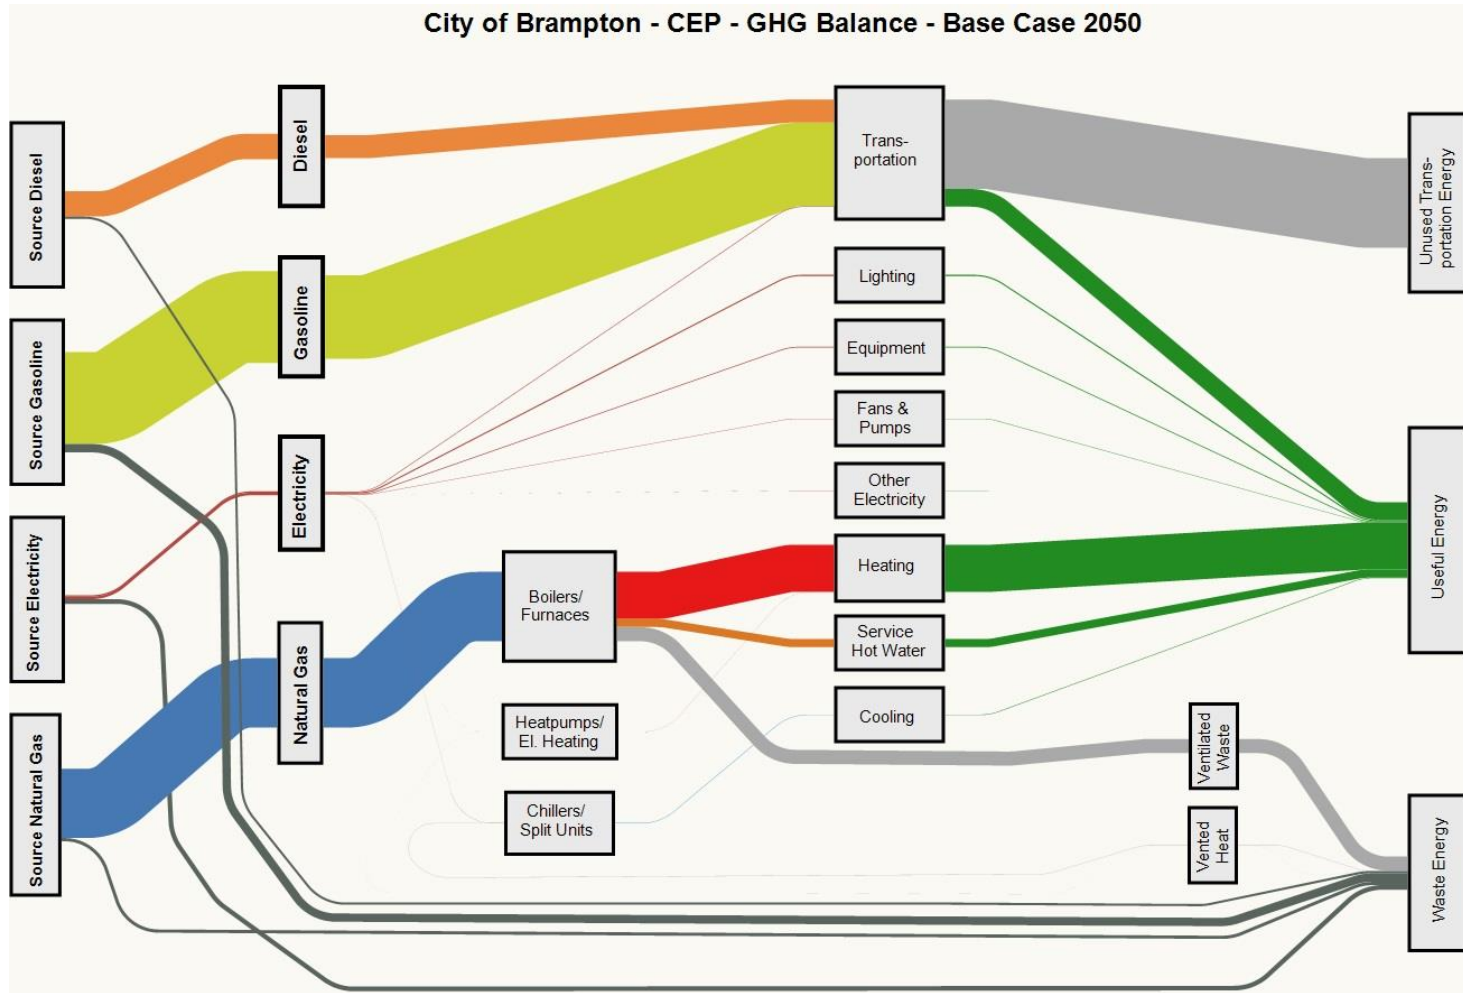 City of Brampton - CEP - GHG Balance - Base Case 2050
Source Diesel
Source Gasoline
Source Electricity
Source Natural Gas
Diesel
Gasoline
Electricity
Natural Gas
Boilers/
Furnaces
Heatpumps/
El. Heating
Chillers/
Split Units
Trans-
portation
Lighting
Equipment
Fans &
Pumps
Other
Electricity
Heating
Service
Hot Water
Cooling
Ventilated
Waste
Vented
Heat
Unused Trans-
portation Energy
Useful Energy
Waste Energy